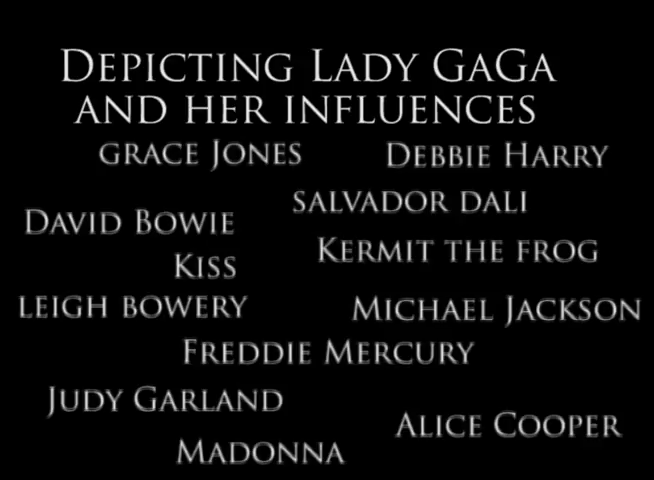 DEPICTING LADY GAGA
AND HER INFLUENCES
GRACE JONES
DEBBIE HARRY
SALVADOR DALI
DAVID BOWIE
KERMIT THE FROG
KISS
LEIGH BOWERY
MICHAEL JACKSON
FREDDIE MERCURY
JUDY GARLAND
ALICE COOPER
MADONNA